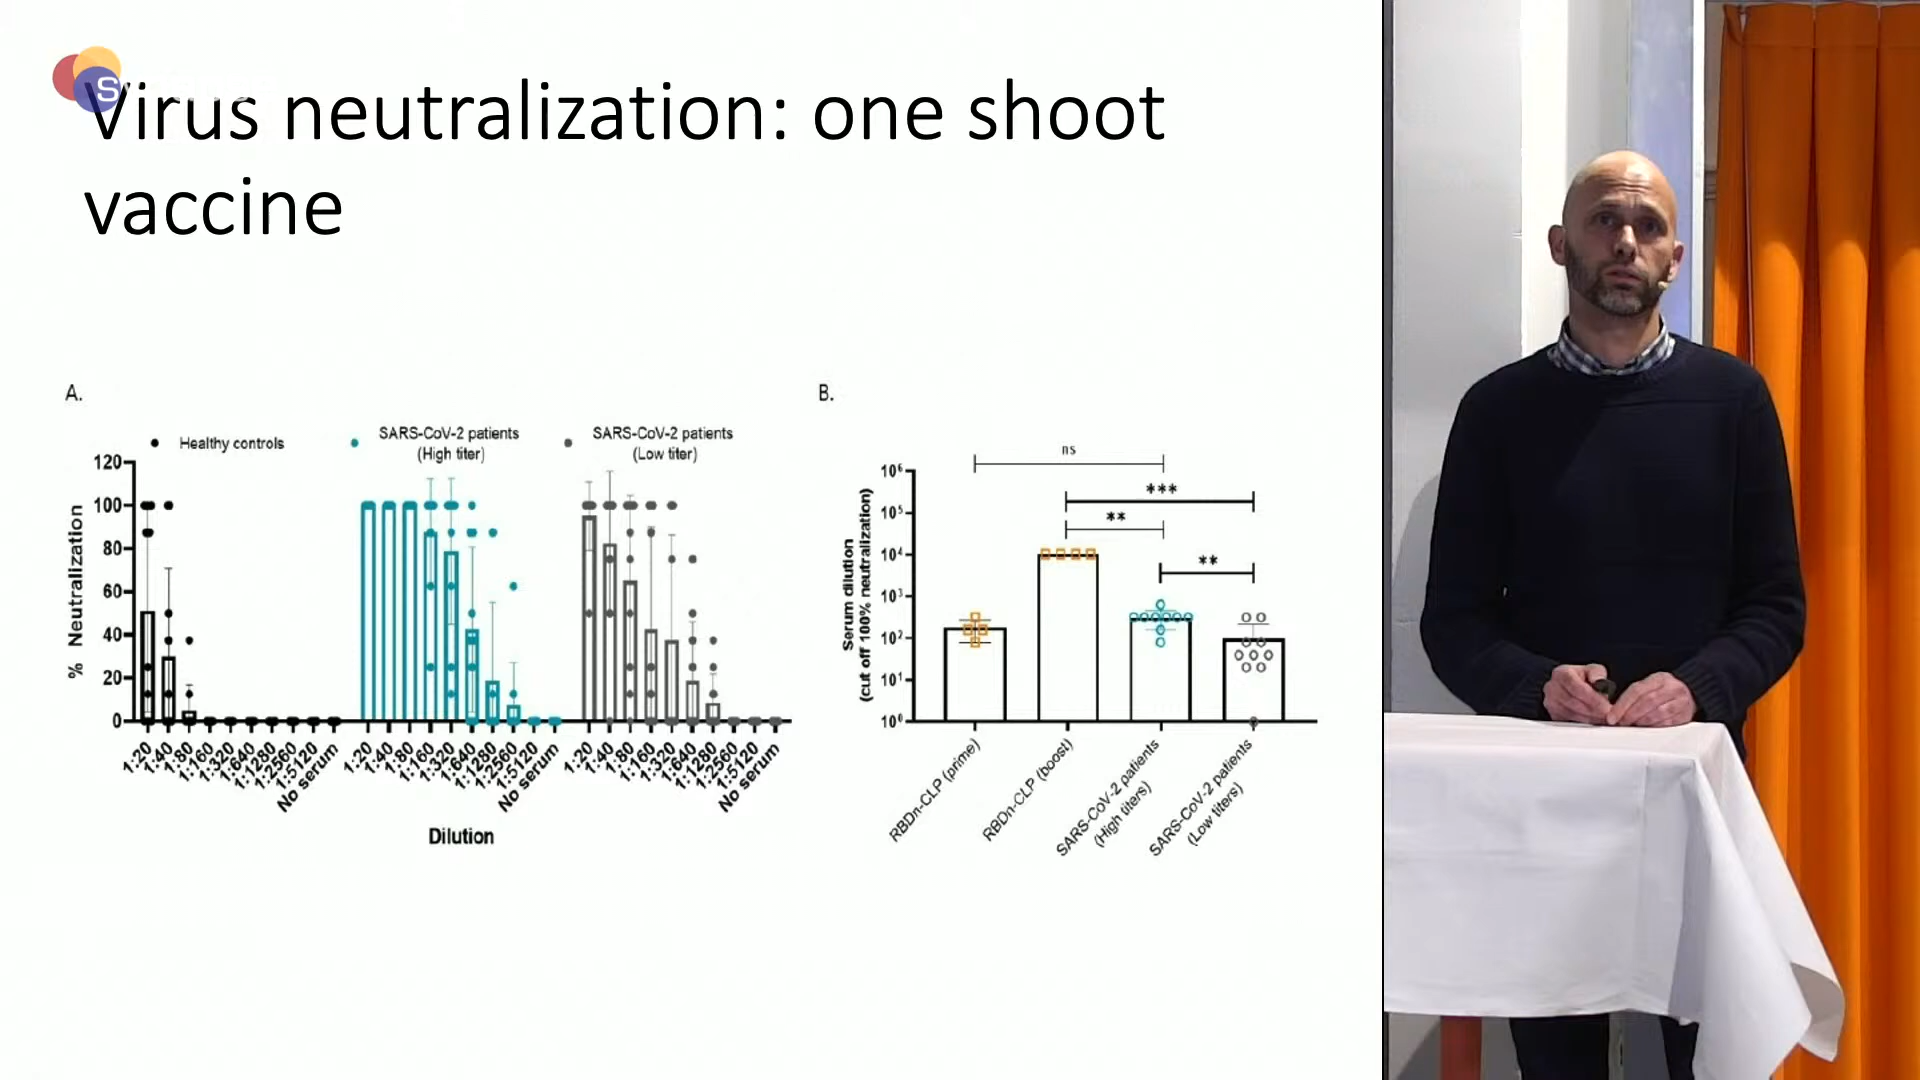 S
Virus neutralization: one shoot
vaccine
A.
Healthy controls
SARS-CoV-2 patients
(High titer)
SARS-CoV-2 patients
(Low titer)
120
100
80
60
40
20
0
% Neutralization
1:20
1:40
1:80
1:160
1:320
1:640
1:1280
1:2560
1:5120
No serum
1:20
1:40
1:80
1:160
1:320
1:640
1:1280
1:2560
1:5120
No serum
1:20
1:40
1:80
1:160
1:320
1:640
1:1280
1:2560
1:5120
No serum
Dilution
B.
ns
***
**
**
10⁶
10⁵
10⁴
10³
10²
10¹
10⁰
Serum dilution
(cut off 100% neutralization)
RBDn-CLP (prime)
RBDn-CLP (boost)
SARS-CoV-2 patients
(High titers)
SARS-CoV-2 patients
(Low titers)